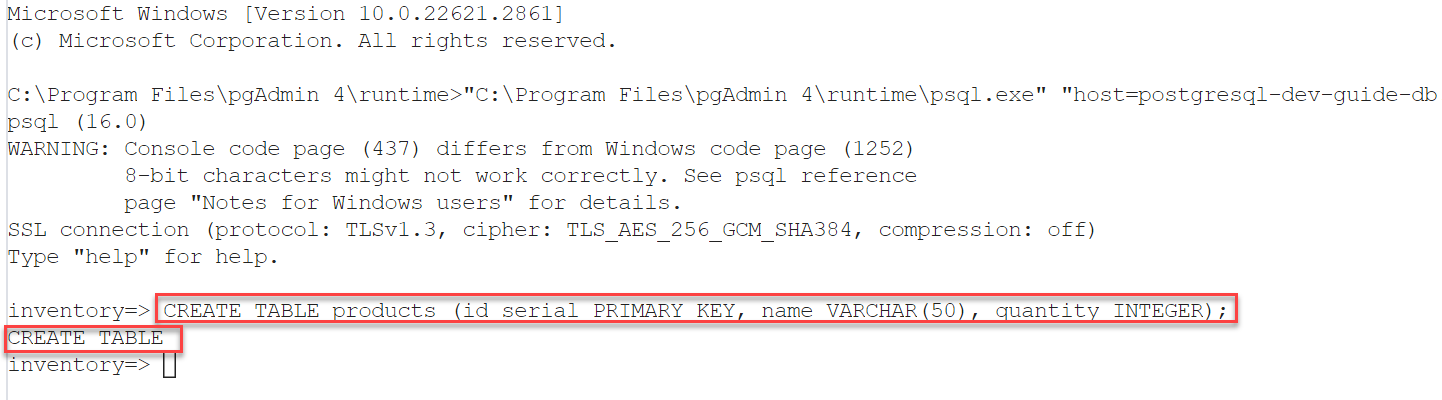 Microsoft Windows [Version 10.0.22621.2861]
(c) Microsoft Corporation. All rights reserved.
C:\Program Files\pgAdmin 4\runtime>"C:\Program Files\pgAdmin 4\runtime\psql.exe" "host=postgresql-dev-guide-db
psql (16.0)
WARNING: Console code page (437) differs from Windows code page (1252)
8-bit characters might not work correctly. See psql reference
page "Notes for Windows users" for details.
SSL connection (protocol: TLSv1.3, cipher: TLS_AES_256_GCM_SHA384, compression: off)
Type "help" for help.
inventory=> CREATE TABLE products (id serial PRIMARY KEY, name VARCHAR(50), quantity INTEGER);
CREATE TABLE
inventory=>